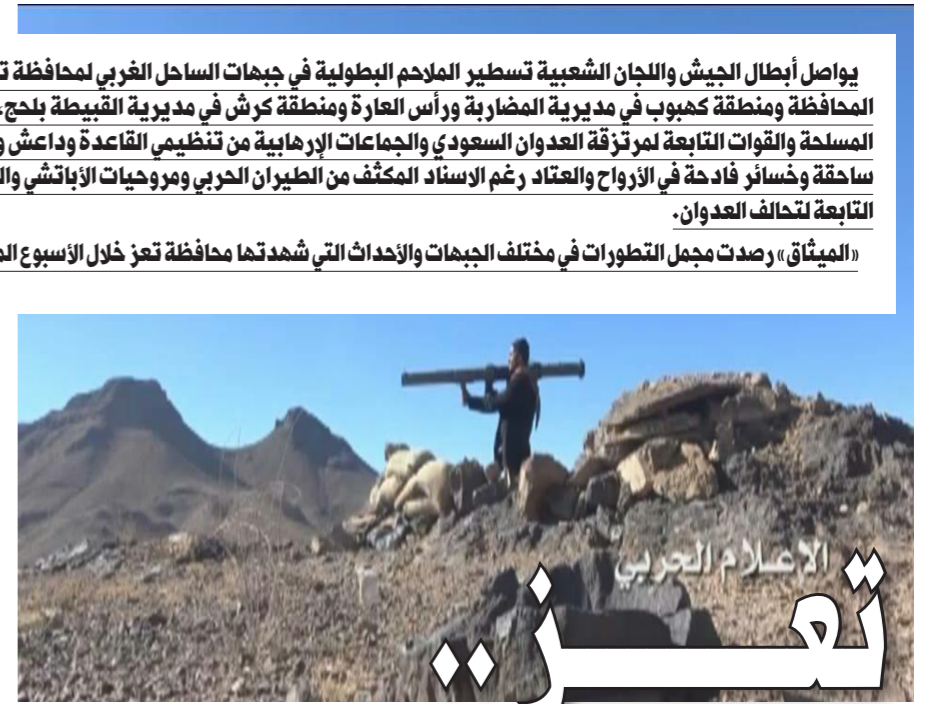 يواصل أبطال الجيش واللجان الشعبية تسطير الملاحم البطولية في جبهات الساحل الغربي لمحافظة
المحافظة ومنطقة كهبوب في مديرية المضاربة ورأس العارة ومنطقة كرش في مديرية القبيطة بلحج،
المسلحة والقوات التابعة لمرتزقة العدوان السعودي والجماعات الإرهابية من تنظيمي القاعدة وداعش
ساحقة وخسائر فادحة في الأرواح والعتاد رغم الاسناد المكثف من الطيران الحربي ومروحيات الأباتشي
التابعة لتحالف العدوان.
«الميثاق» رصدت مجمل التطورات في مختلف الجبهات والأحداث التي شهدتها محافظة تعز خلال الأسبوع
الإعلام الحربي
تعـــز..